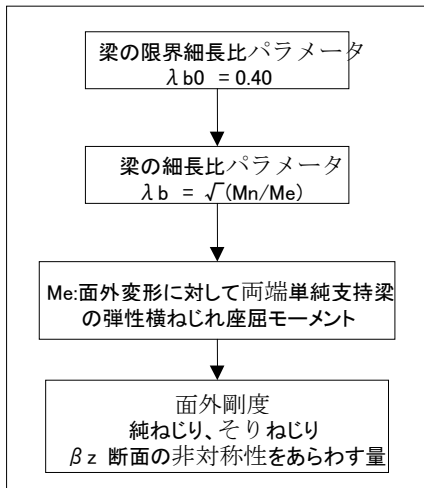 梁の限界細長比パラメータ
λb0 =0.40
梁の細長比パラメータ
λb = √(Mn/Me)
Me:面外変形に対して両端単純支持梁
の弾性横ねじれ座屈モーメント
面外剛度
純ねじり、そりねじり
βz 断面の非対称性をあらわす量